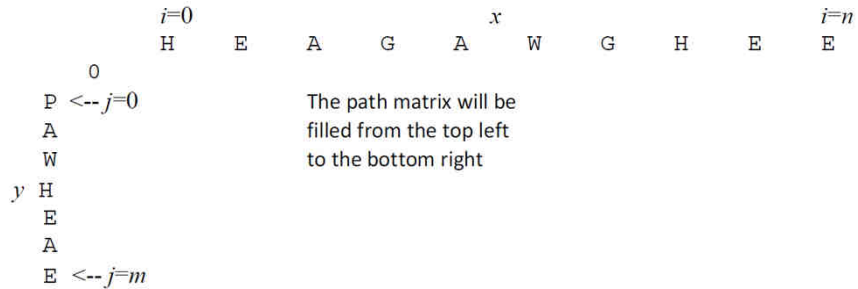 i=0 x i=n
H E A G A W G H E E
0
P <-- j=0 The path matrix will be
A filled from the top left
W to the bottom right
y H
E
A
E <-- j=m